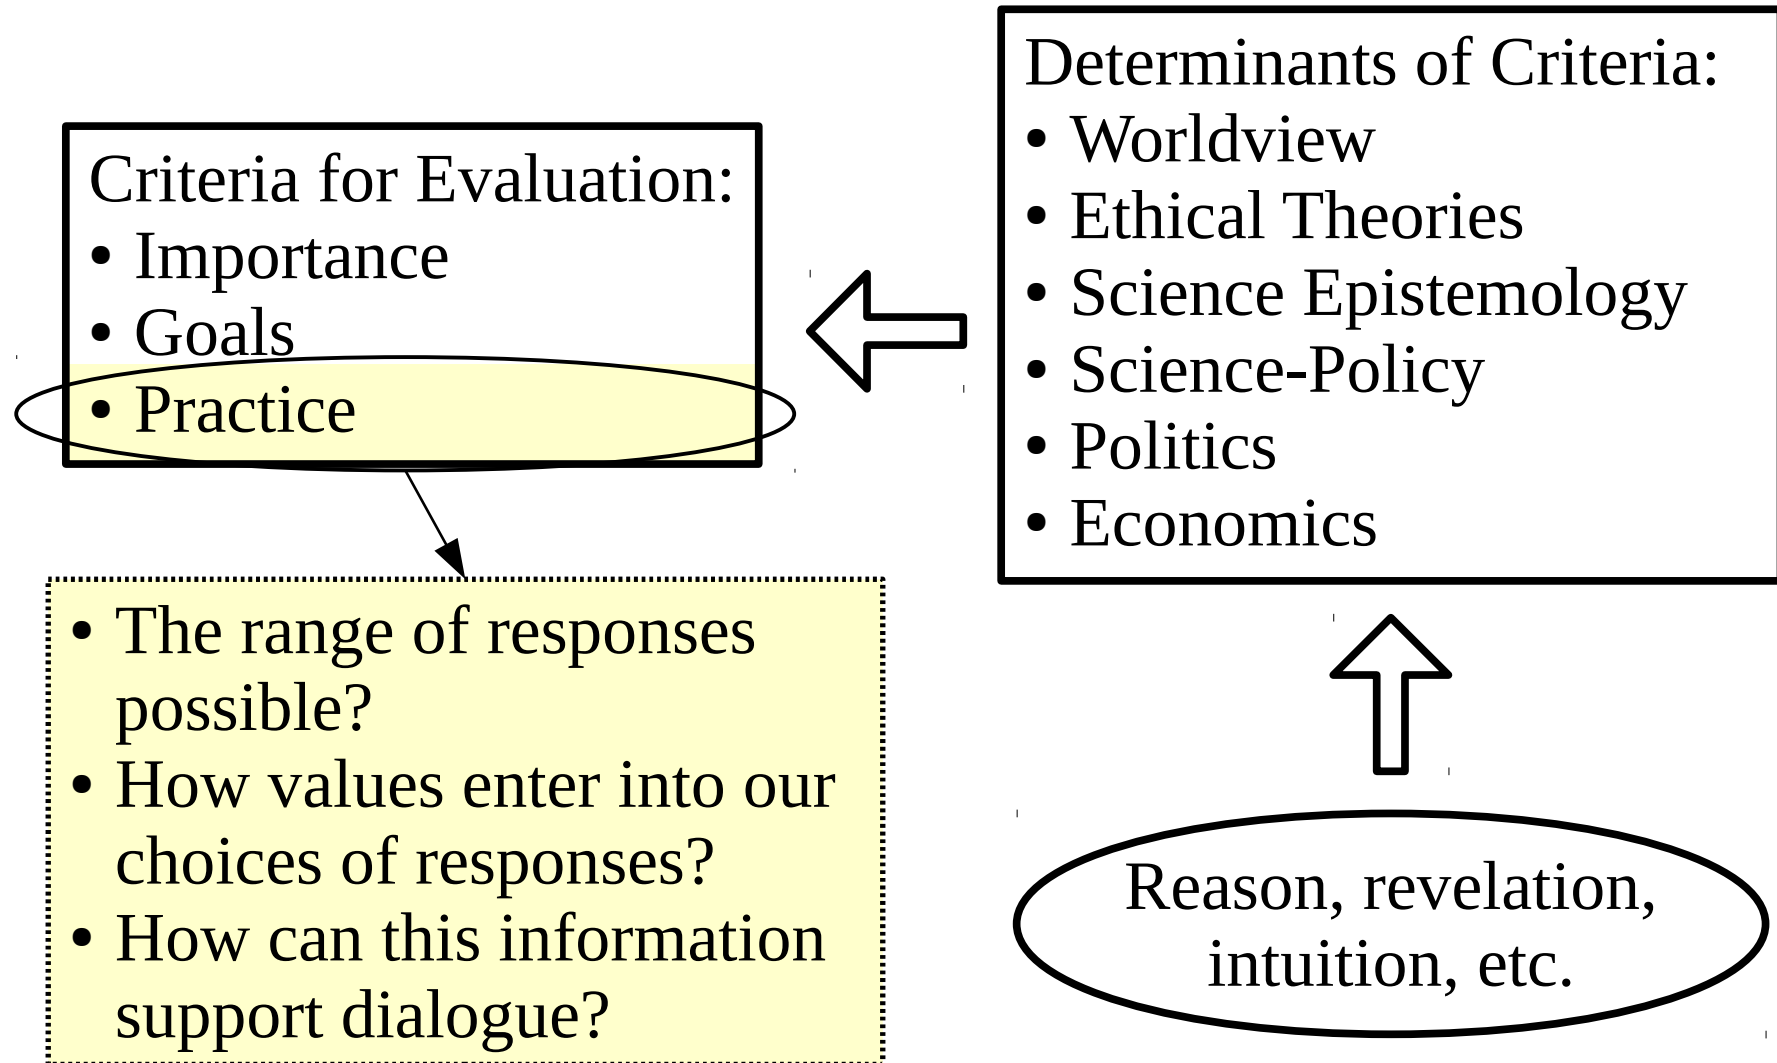 Criteria for Evaluation:
• Importance
• Goals
• Practice
• The range of responses
possible?
• How values enter into our
choices of responses?
• How can this information
support dialogue?
Determinants of Criteria:
• Worldview
• Ethical Theories
• Science Epistemology
• Science-Policy
• Politics
• Economics
Reason, revelation,
intuition, etc.